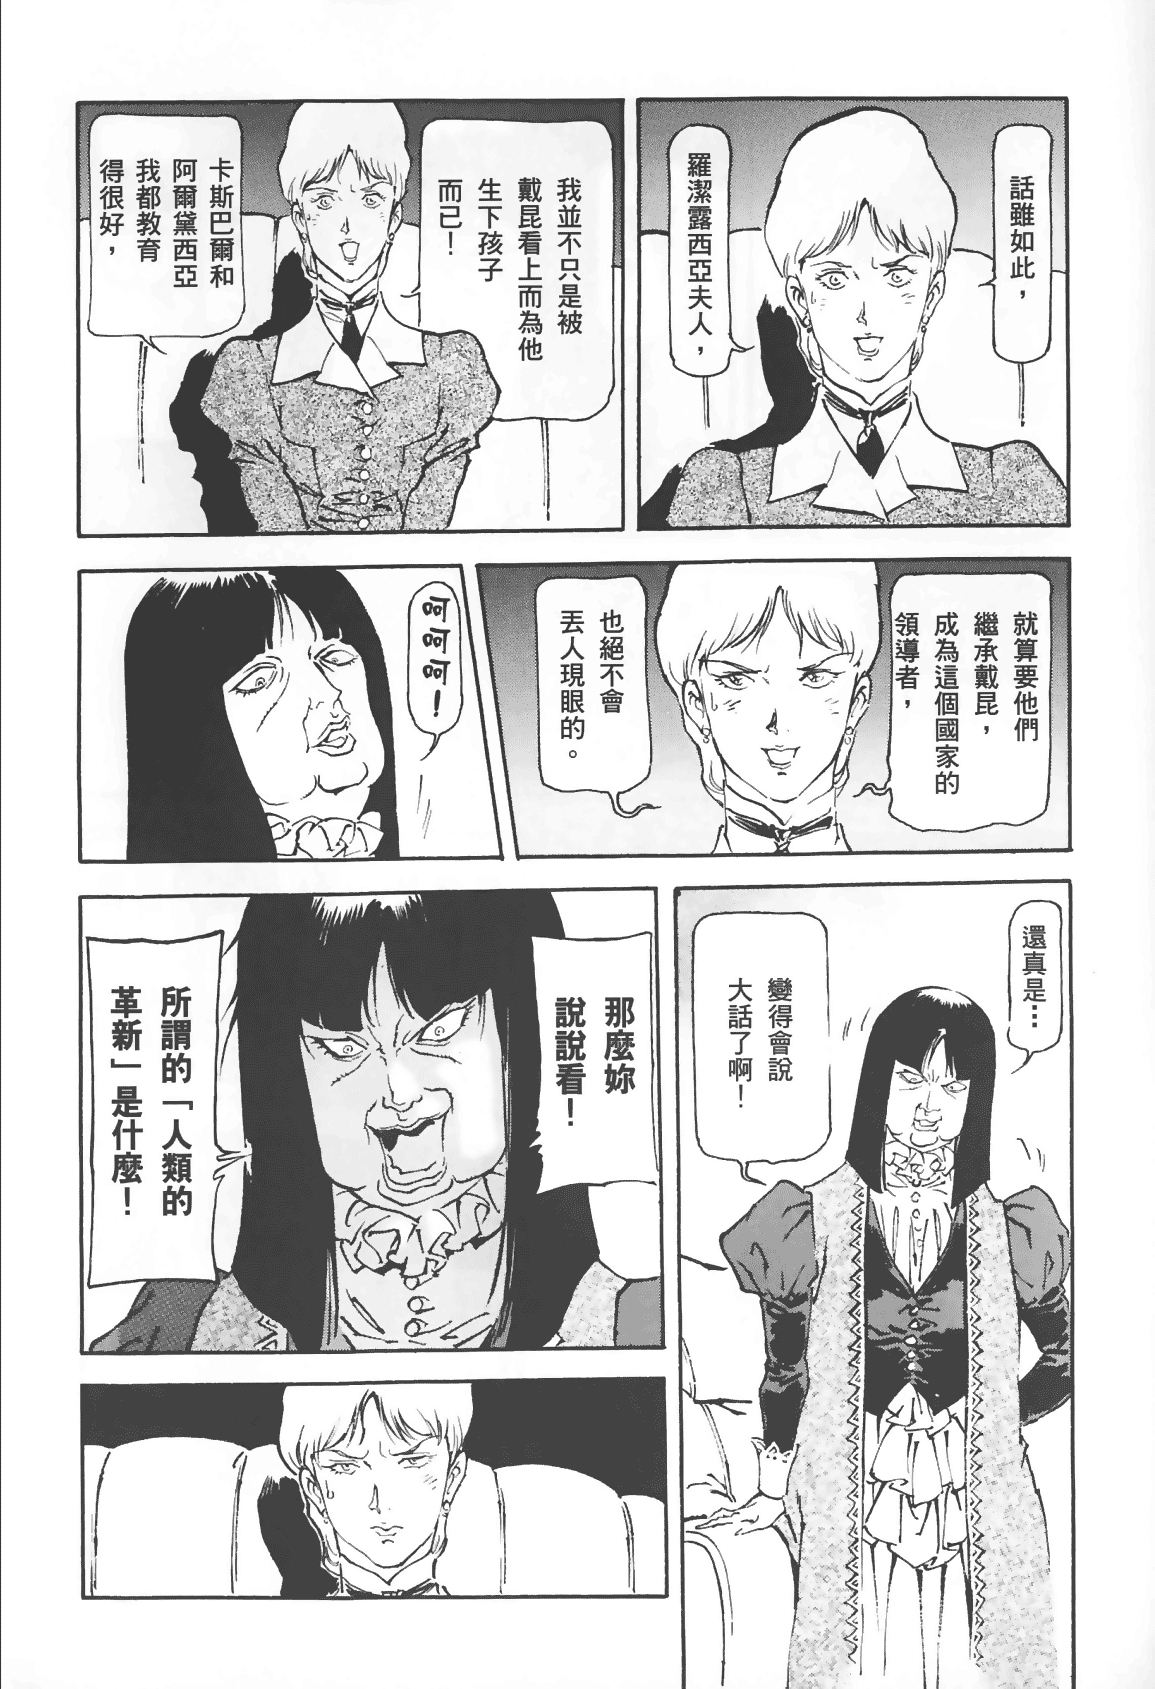 話雖如此，
羅潔露西亞夫人，
我並不只是被
戴昆看上而為他
生下孩子
而已！
卡斯巴爾和
阿爾黛西亞
我都教育
得很好，
就算要他們
繼承戴昆，
成為這個國家的
領導者，
也絕不會
丟人現眼的。
呵呵呵！
還真是…
變得會說
大話了啊！
那麼妳
說說看！
所謂的「人類的
革新」是什麼！